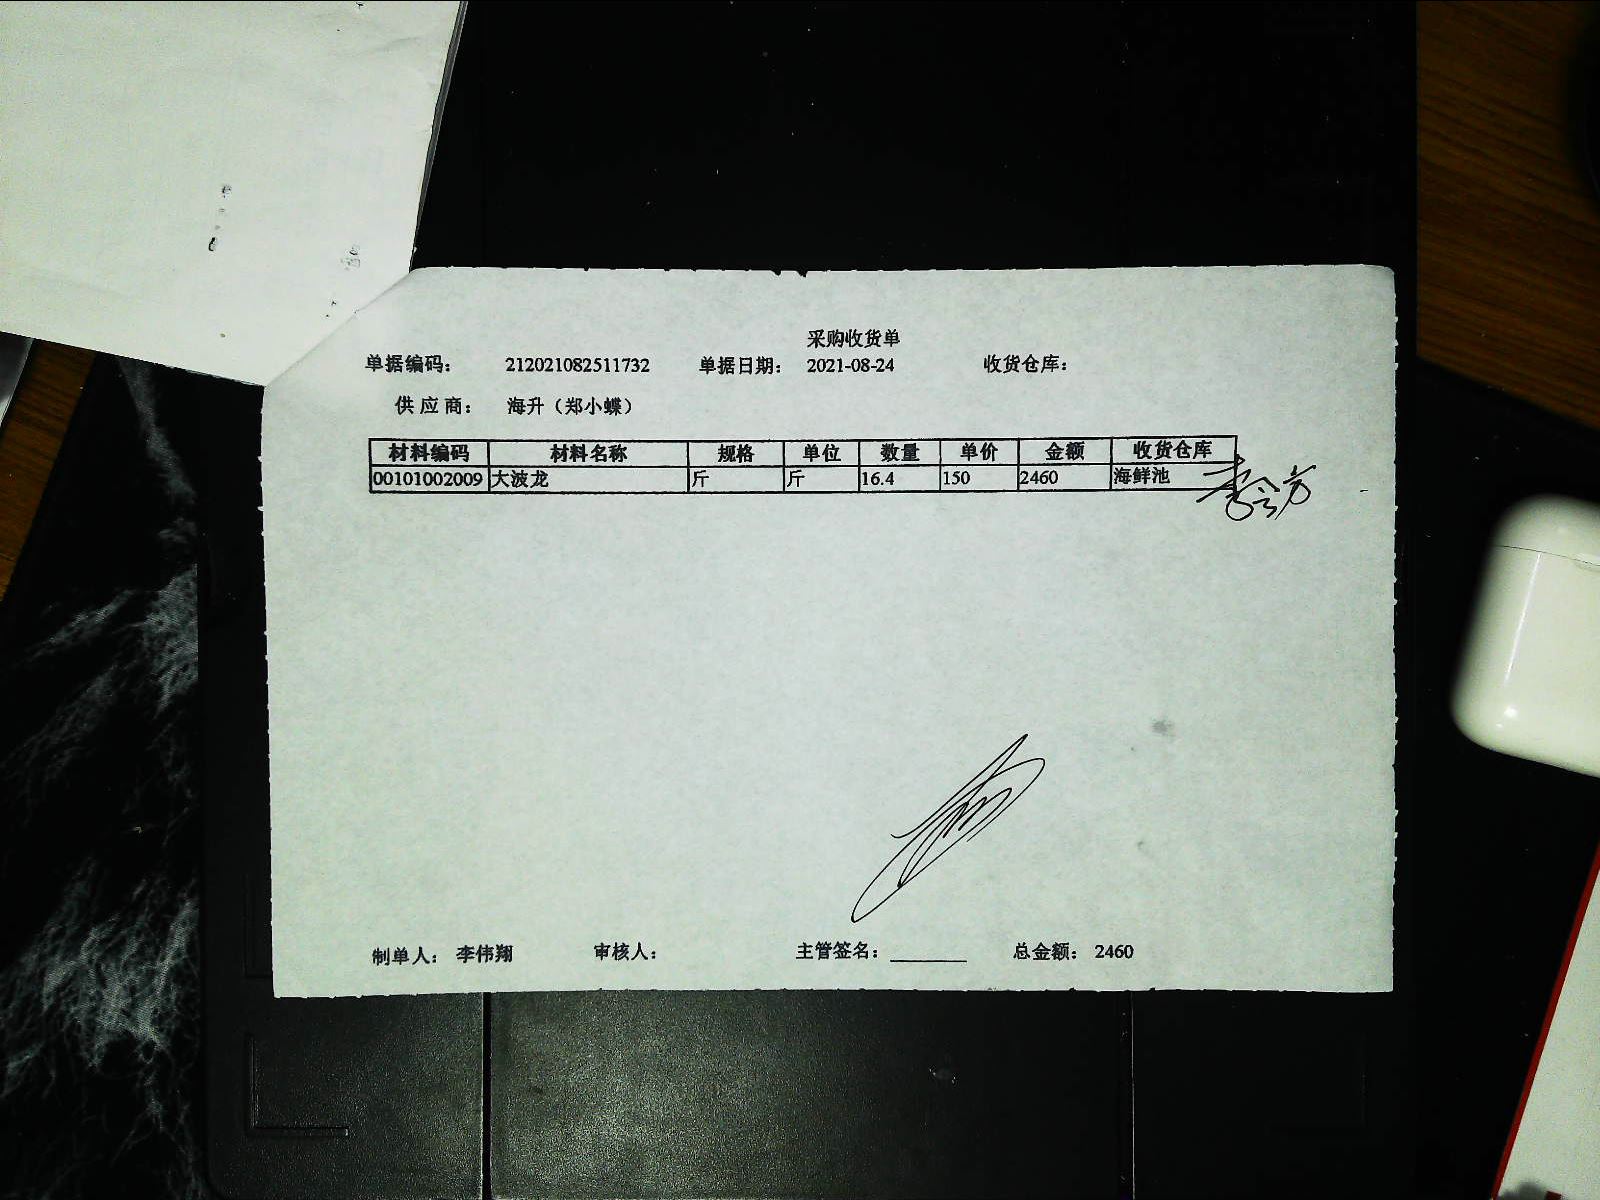 采购收货单
单据编码： 212021082511732 单据日期： 2021-08-24 收货仓库：
供应商： 海升（郑小蝶）
材料编码 材料名称 规格 单位 数量 单价 金额 收货仓库
00101002009 大波龙 斤 斤 16.4 150 2460 海鲜池
制单人： 李伟翔 审核人： 主管签名： 总金额： 2460